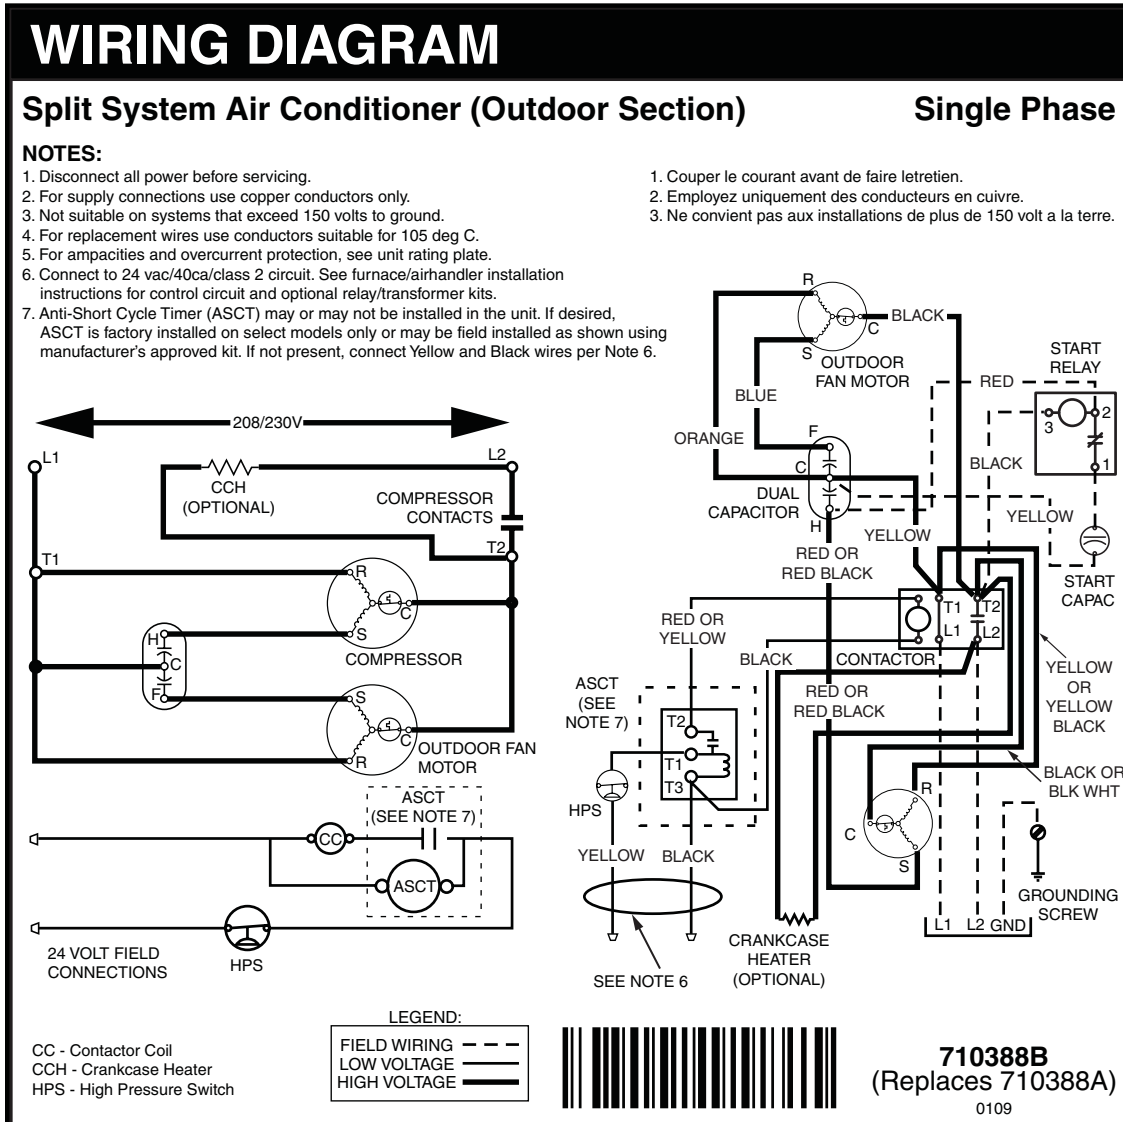 WIRING DIAGRAM
Split System Air Conditioner (Outdoor Section)
Single Phase
NOTES:
1. Disconnect all power before servicing.
2. For supply connections use copper conductors only.
3. Not suitable on systems that exceed 150 volts to ground.
4. For replacement wires use conductors suitable for 105 deg C.
5. For ampacities and overcurrent protection, see unit rating plate.
6. Connect to 24 vac/40ca/class 2 circuit. See furnace/airhandler installation
instructions for control circuit and optional relay/transformer kits.
7. Anti-Short Cycle Timer (ASCT) may or may not be installed in the unit. If desired,
ASCT is factory installed on select models only or may be field installed as shown using
manufacturer's approved kit. If not present, connect Yellow and Black wires per Note 6.
1. Couper le courant avant de faire letretien.
2. Employez uniquement des conducteurs en cuivre.
3. Ne convient pas aux installations de plus de 150 volt a la terre.
208/230V
L1
L2
CCH
(OPTIONAL)
COMPRESSOR
CONTACTS
T1
T2
R
C
S
COMPRESSOR
H
C
F
S
C
R
OUTDOOR FAN
MOTOR
ASCT
(SEE NOTE 7)
CC
ASCT
24 VOLT FIELD
CONNECTIONS
HPS
R
C
S
BLACK
OUTDOOR
FAN MOTOR
BLUE
ORANGE
F
C
H
DUAL
CAPACITOR
RED
START
RELAY
2
3
1
BLACK
YELLOW
YELLOW
START
CAPAC
RED OR
RED BLACK
RED OR
YELLOW
BLACK
T1
T2
L1
L2
CONTACTOR
YELLOW
OR
YELLOW
BLACK
RED OR
RED BLACK
ASCT
(SEE
NOTE 7)
T2
T1
T3
HPS
YELLOW
BLACK
BLACK OR
BLK WHT
R
C
S
GROUNDING
SCREW
L1
L2
GND
CRANKCASE
HEATER
(OPTIONAL)
SEE NOTE 6
CC - Contactor Coil
CCH - Crankcase Heater
HPS - High Pressure Switch
LEGEND:
FIELD WIRING
LOW VOLTAGE
HIGH VOLTAGE
710388B
(Replaces 710388A)
0109